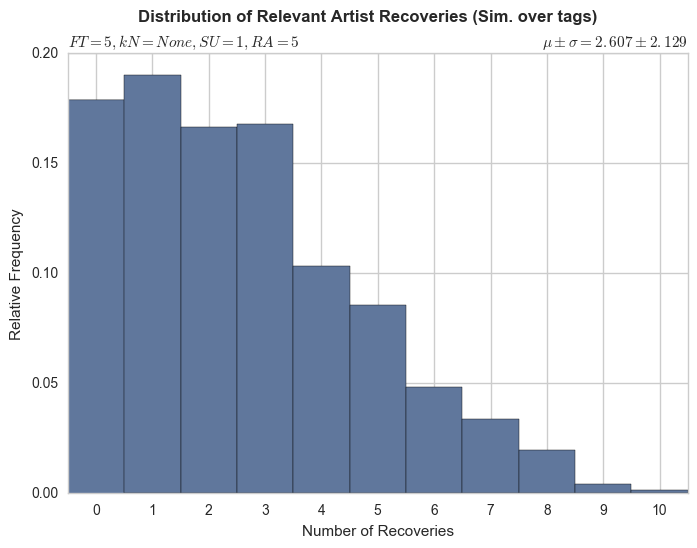 Distribution of Relevant Artist Recoveries (Sim. over tags)
FT = 5, kN = None, SU = 1, RA = 5 μ ± σ = 2.607 ± 2.129
0.20
0.15
0.10
0.05
0.00
Relative Frequency
0 1 2 3 4 5 6 7 8 9 10
Number of Recoveries